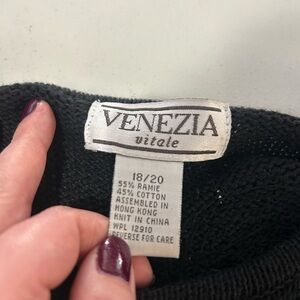 VENEZIA
vitale
18/20
55% RAMIE
45% COTTON
ASSEMBLED IN
HONG KONG
KNIT IN CHINA
WPL 12910
REVERSE FOR CARE